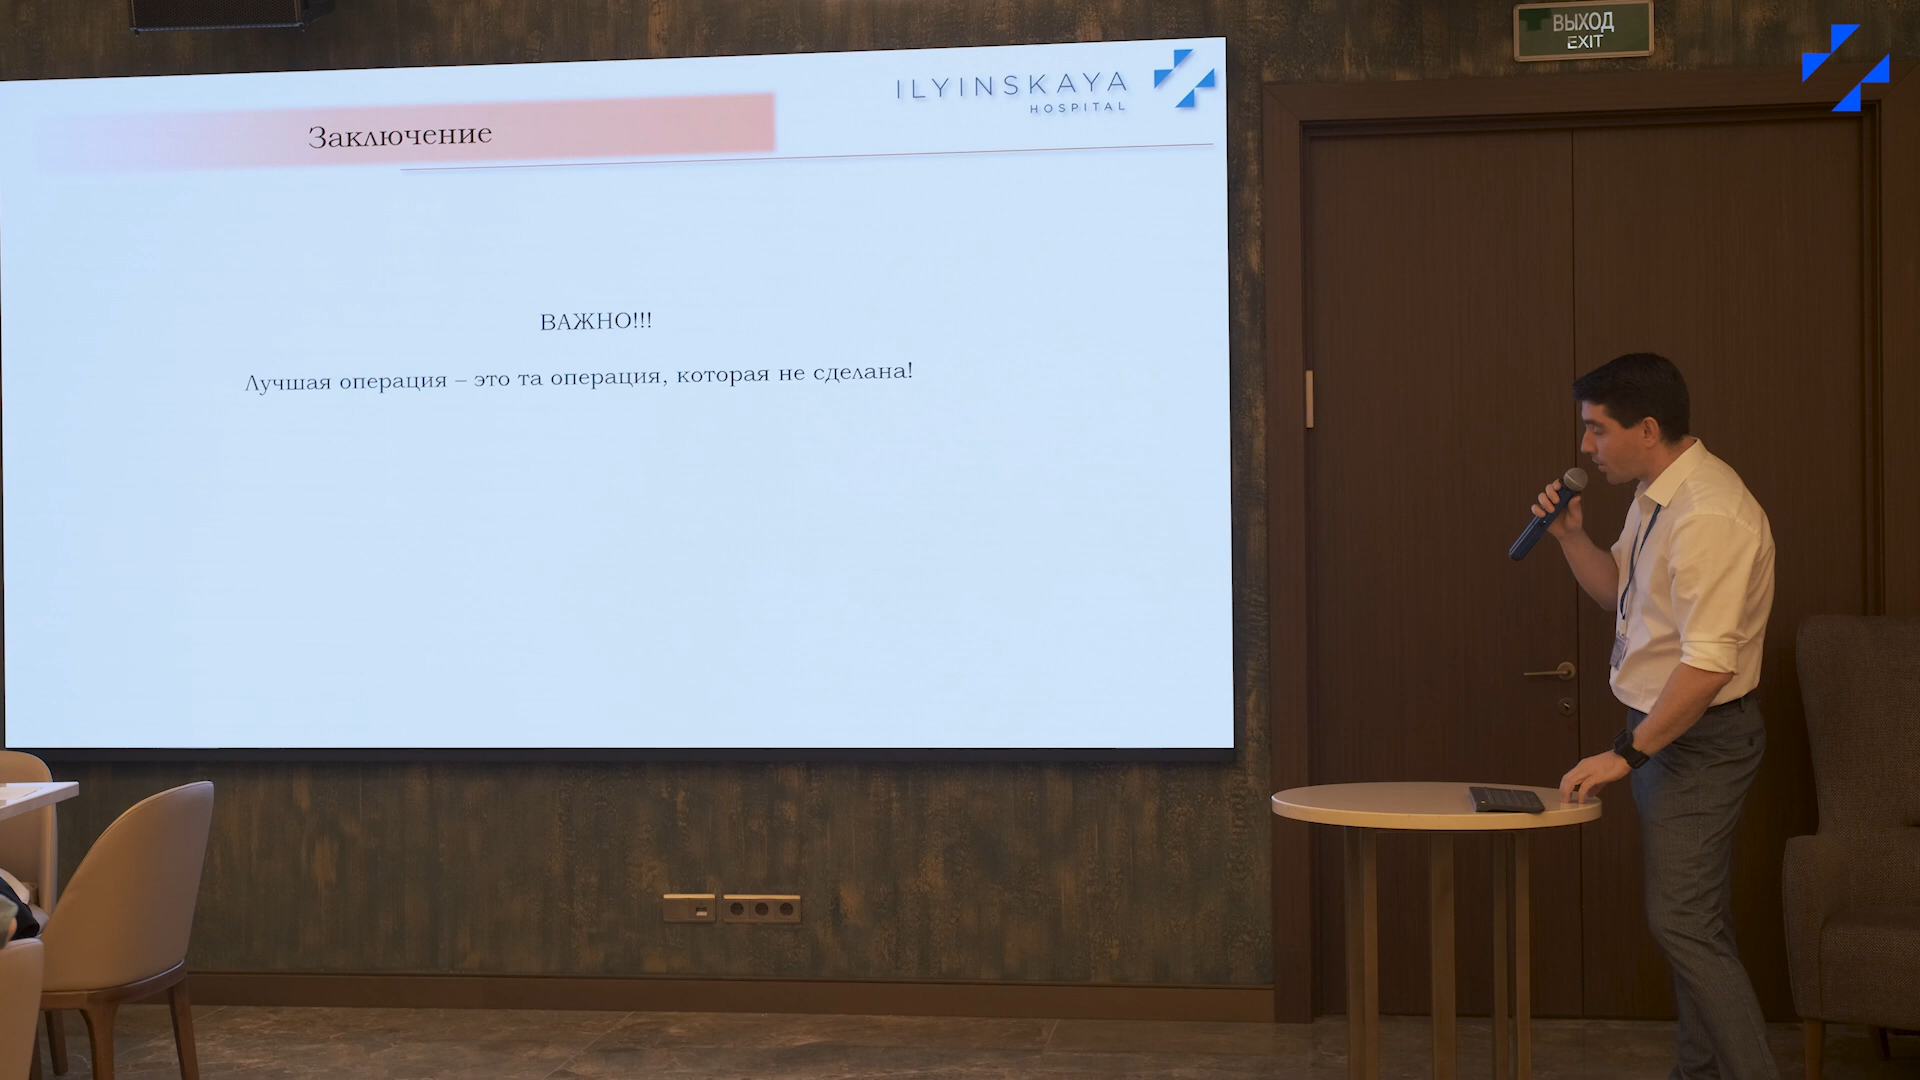 ILYINSKAYA
HOSPITAL
Заключение
ВАЖНО!!!
Лучшая операция – это та операция, которая не сделана!
ВЫХОД
EXIT